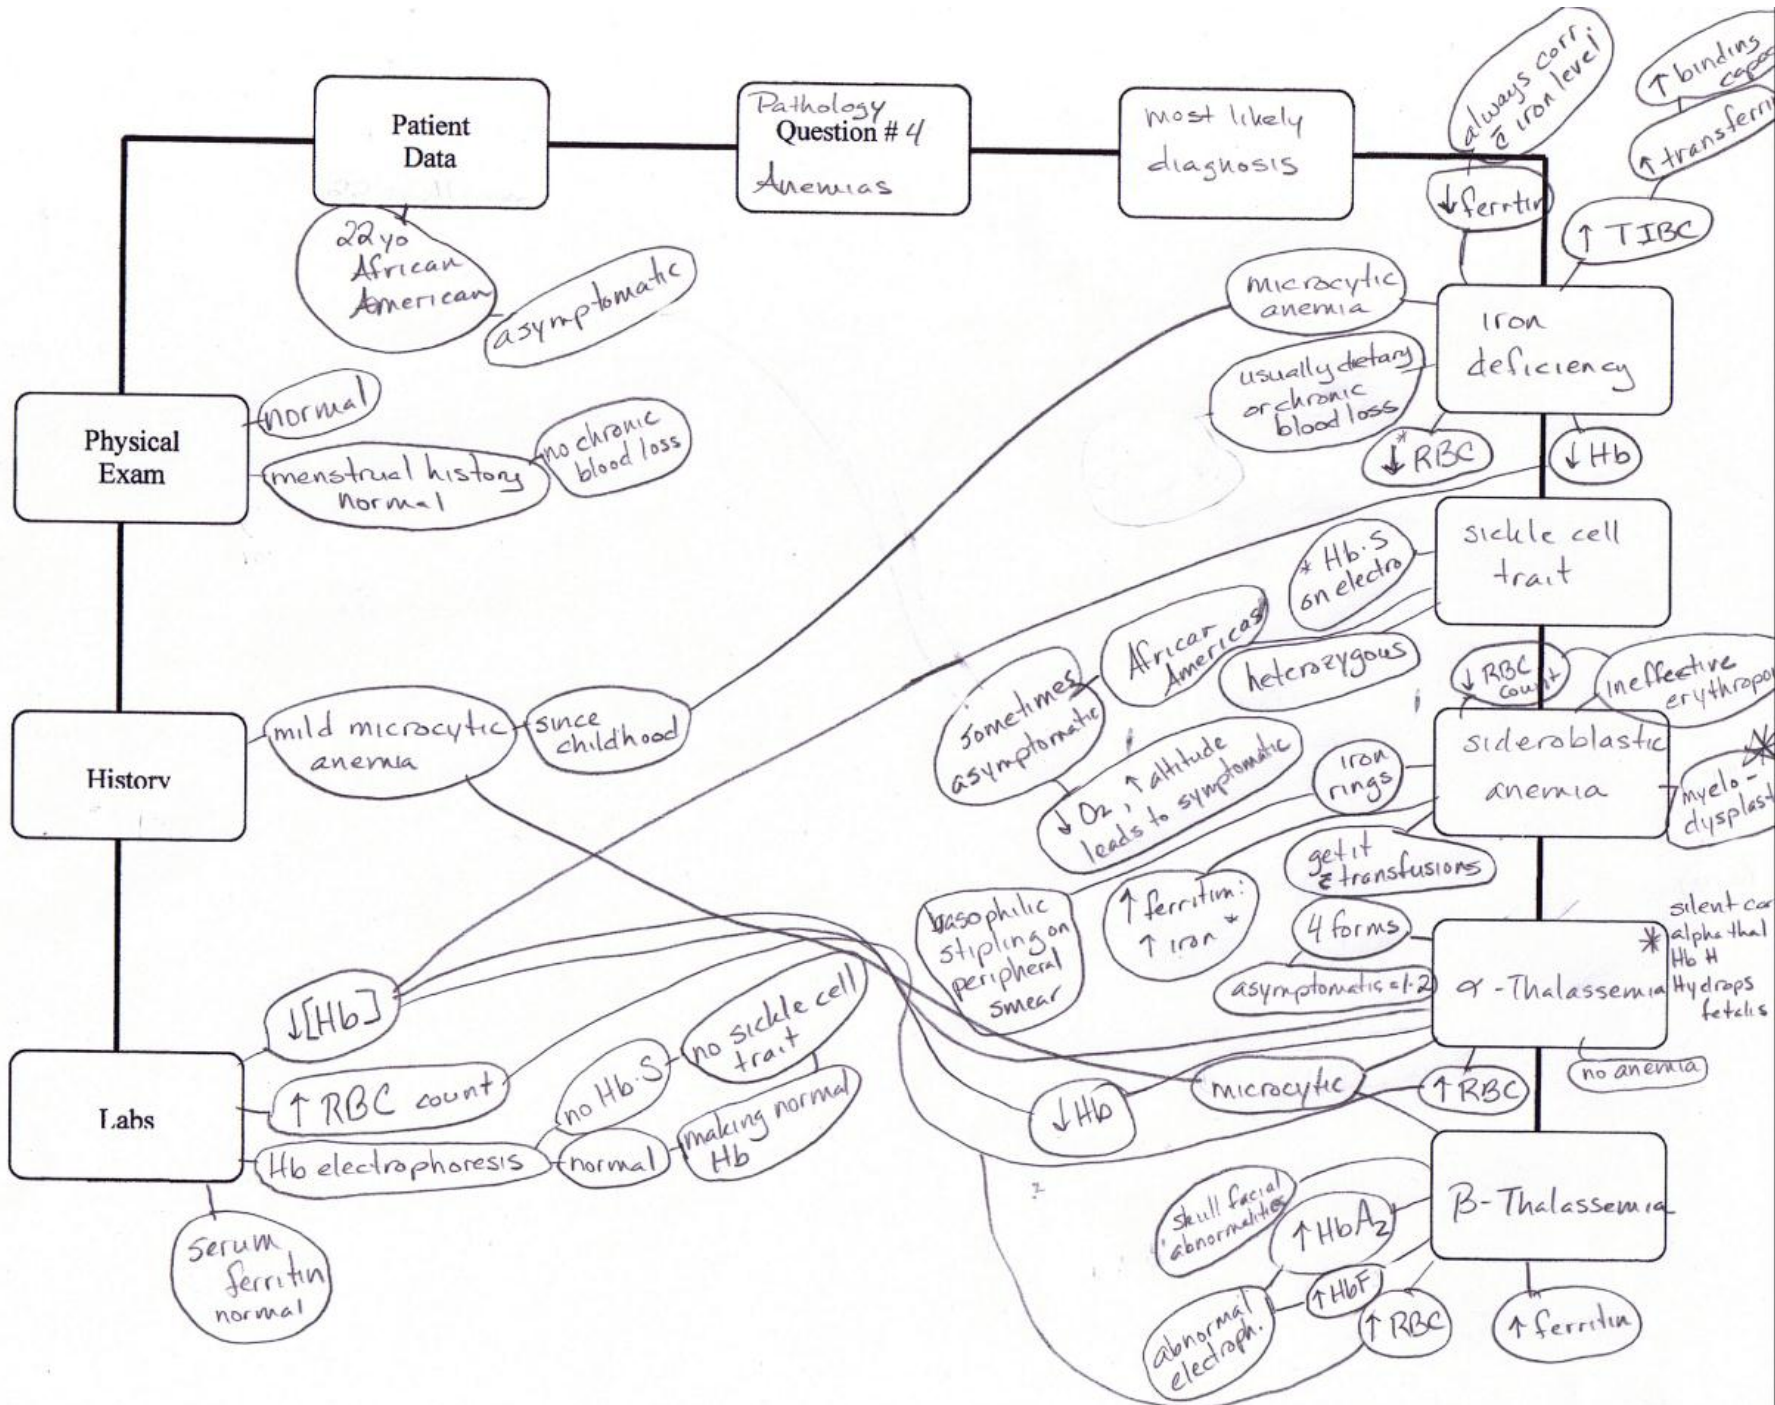 Patient
Data
Pathology
Question # 4
Anemias
most likely
diagnosis
always corr.
c̄ iron level
↑ binding
↑ transferrin
↓ ferrtin
↑ TIBC
22 yo
African
American
asymptomatic
microcytic
anemia
Iron
deficiency
usually dietary
or chronic
blood loss
↓ * RBC
↓ Hb
Physical
Exam
normal
menstrual history
normal
no chronic
blood loss
sickle cell
trait
* Hb·S
on electro
African
Americas
heterozygous
sometimes
asymptomatic
↓ O2, ↑ altitude
leads to symptomatic
History
mild microcytic
anemia
since
childhood
sideroblastic
anemia
↓ RBC
count
ineffective
iron
rings
myelo-
get it
c̄ transfusions
↑ ferritim:
↑ iron *
basophilic
stipling on
peripheral
smear
α-Thalassemia
*
4 forms
asymptomatic = 1-2
silent
alpha thal
Hb H
Hydrops
fetalis
no anemia
↑ RBC
microcytic
↓ Hb
Labs
↓[Hb]
↑ RBC count
Hb electrophoresis
no Hb·S
no sickle cell
trait
normal
making normal
Hb
serum
ferritin
normal
B-Thalassemia
skull facial
abnormalities
↑ HbA2
↑ HbF
abnormal
electroph.
↑ RBC
↑ ferritin